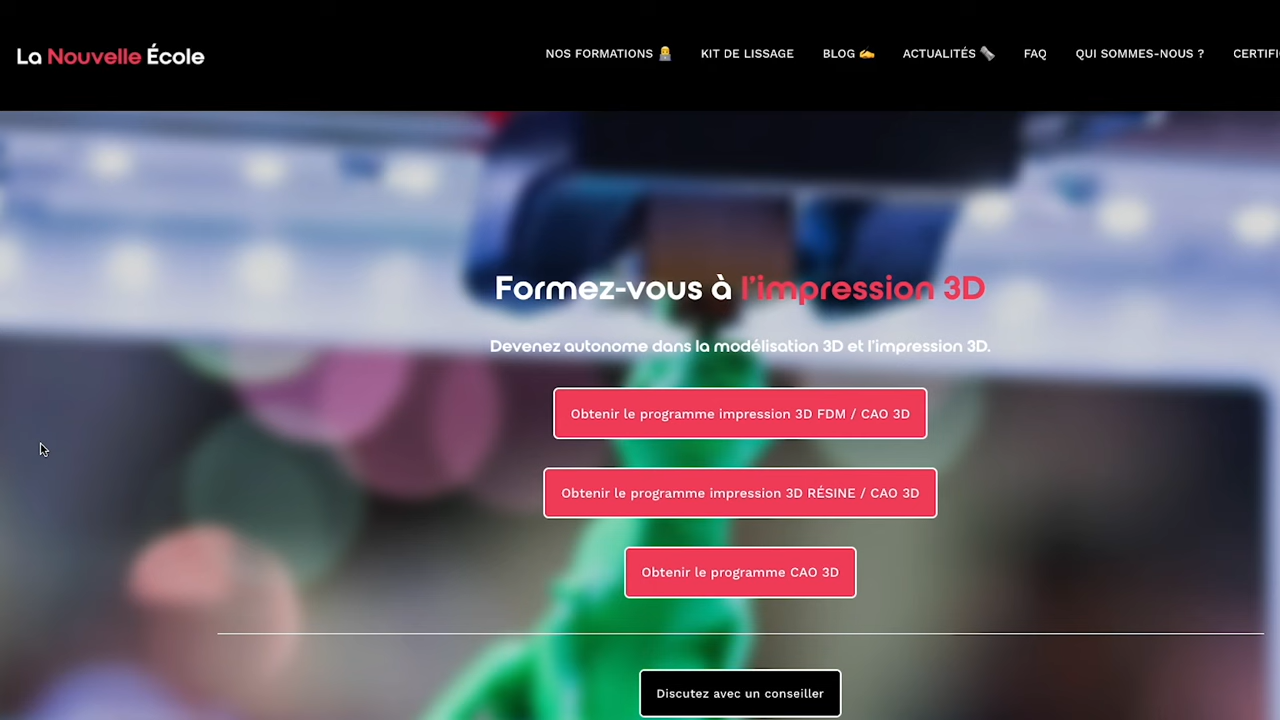 La Nouvelle École
NOS FORMATIONS KIT DE LISSAGE BLOG ACTUALITÉS FAQ QUI SOMMES-NOUS ?
Formez-vous à l'impression 3D
Devenez autonome dans la modélisation 3D et l'impression 3D.
Obtenir le programme impression 3D FDM / CAO 3D
Obtenir le programme impression 3D RÉSINE / CAO 3D
Obtenir le programme CAO 3D
Discutez avec un conseiller